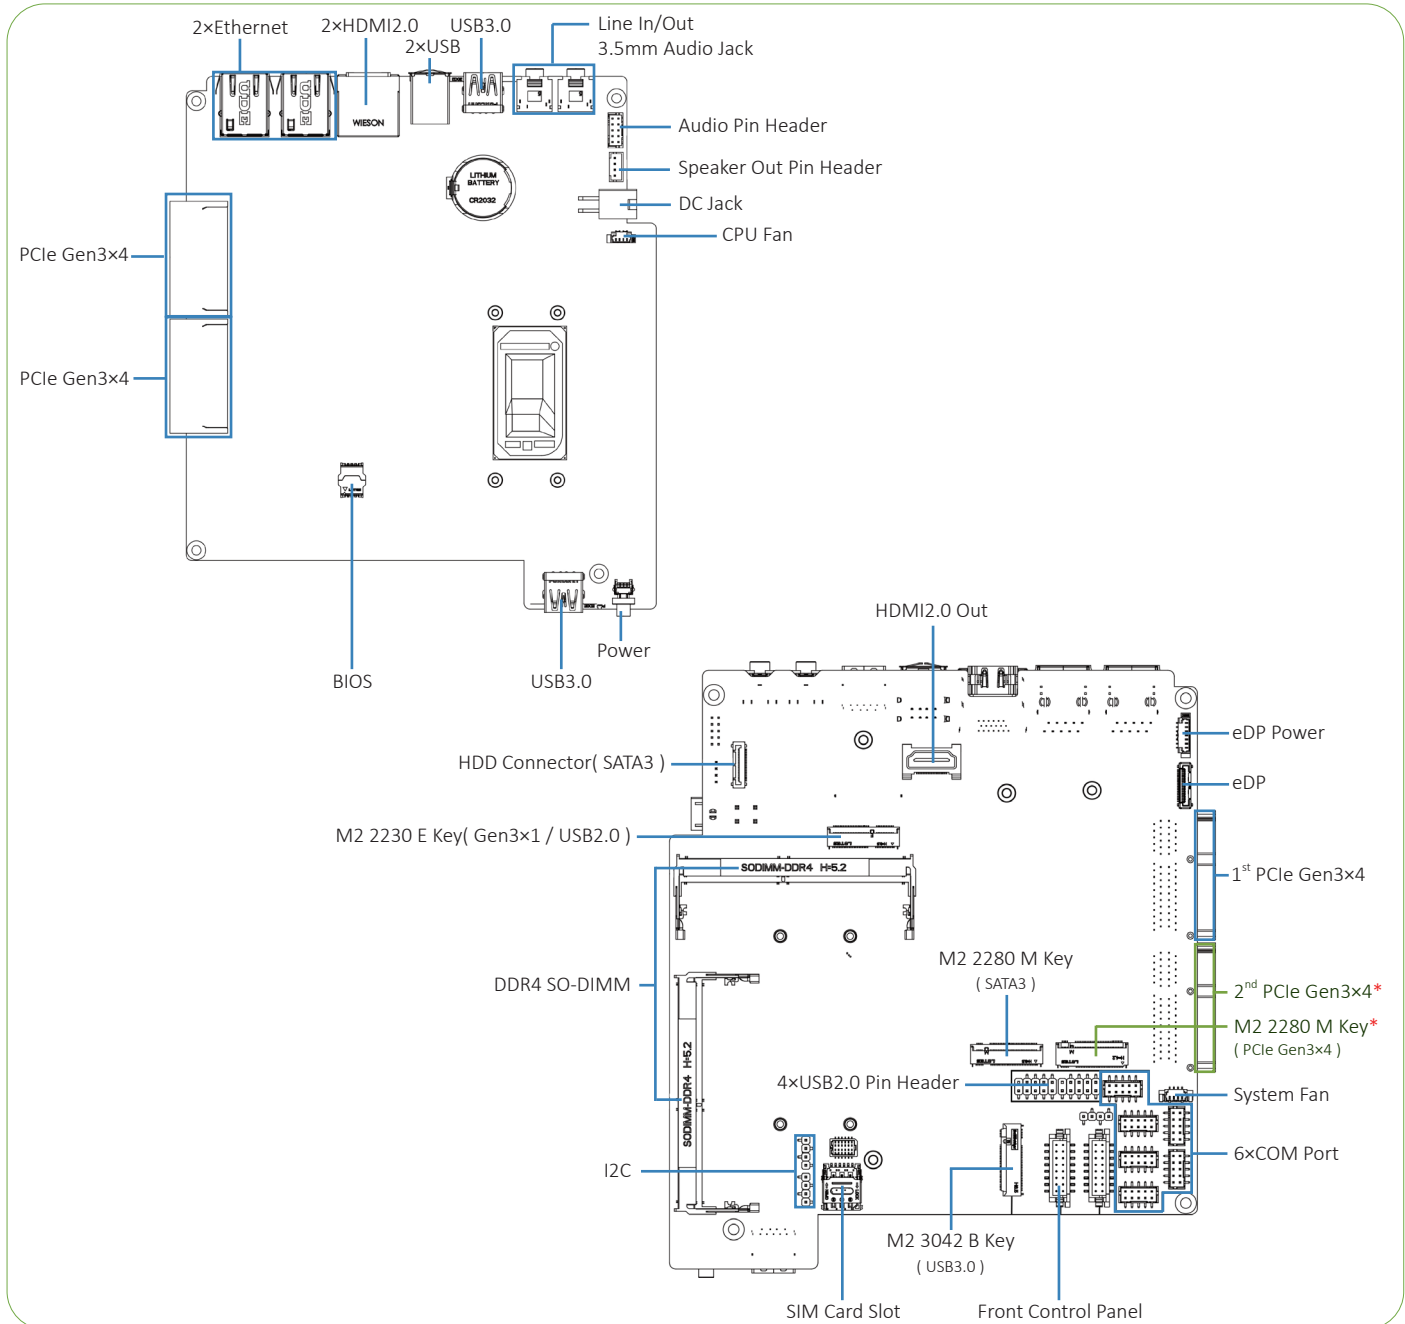 2×Ethernet
2×HDMI2.0
2×USB
USB3.0
Line In/Out
3.5mm Audio Jack
WIESON
Audio Pin Header
Speaker Out Pin Header
LITHIUM
BATTERY
CR2032
DC Jack
CPU Fan
PCIe Gen3×4
PCIe Gen3×4
BIOS
USB3.0
Power
HDMI2.0 Out
eDP Power
HDD Connector( SATA3 )
eDP
M2 2230 E Key( Gen3×1 / USB2.0 )
SODIMM-DDR4 H=5.2
1st PCIe Gen3×4
M2 2280 M Key
( SATA3 )
DDR4 SO-DIMM
2nd PCIe Gen3×4*
M2 2280 M Key*
( PCIe Gen3×4 )
SODIMM-DDR4 H=5.2
4×USB2.0 Pin Header
System Fan
6×COM Port
I2C
M2 3042 B Key
( USB3.0 )
SIM Card Slot
Front Control Panel